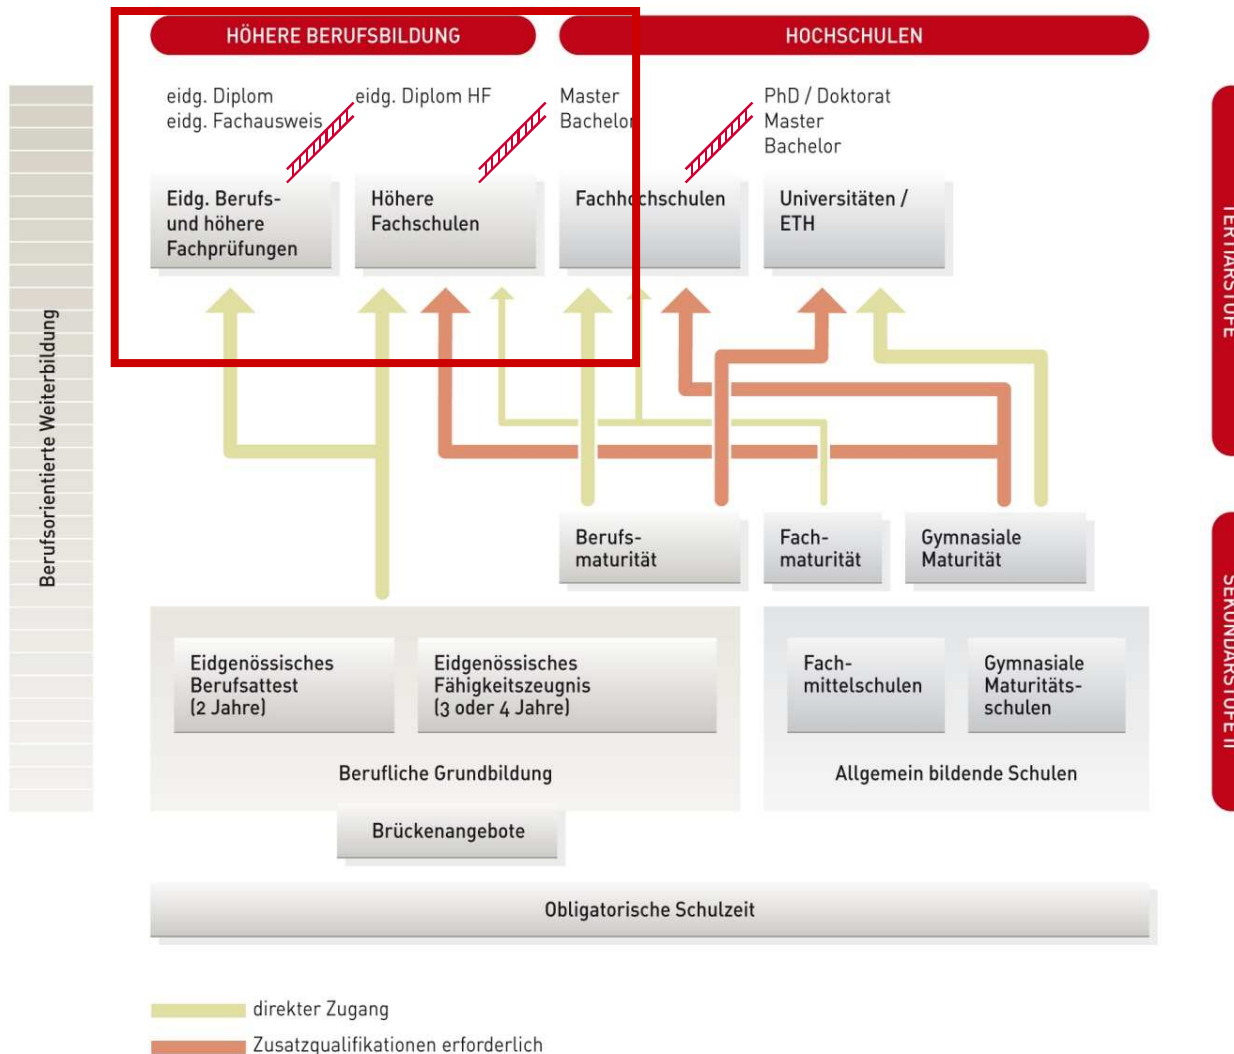 HÖHERE BERUFSBILDUNG
HOCHSCHULEN
eidg. Diplom
eidg. Fachausweis
eidg. Diplom HF
Master
Bachelor
PhD / Doktorat
Master
Bachelor
Eidg. Berufs-
und höhere
Fachprüfungen
Höhere
Fachschulen
Fachhochschulen
Universitäten /
ETH
TERTIÄRSTUFE
Berufsorientierte Weiterbildung
Berufs-
maturität
Fach-
maturität
Gymnasiale
Maturität
SEKUNDARSTUFE II
Eidgenössisches
Berufsattest
(2 Jahre)
Eidgenössisches
Fähigkeitszeugnis
(3 oder 4 Jahre)
Fach-
mittelschulen
Gymnasiale
Maturitäts-
schulen
Berufliche Grundbildung
Allgemein bildende Schulen
Brückenangebote
Obligatorische Schulzeit
direkter Zugang
Zusatzqualifikationen erforderlich